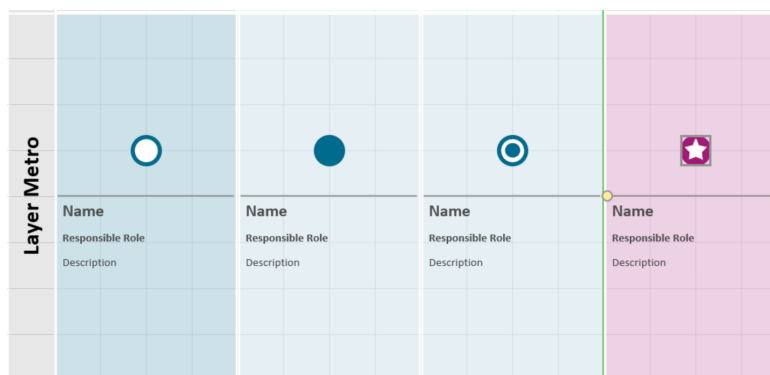 Layer Metro
Name
Responsible Role
Description
Name
Responsible Role
Description
Name
Responsible Role
Description
Name
Responsible Role
Description